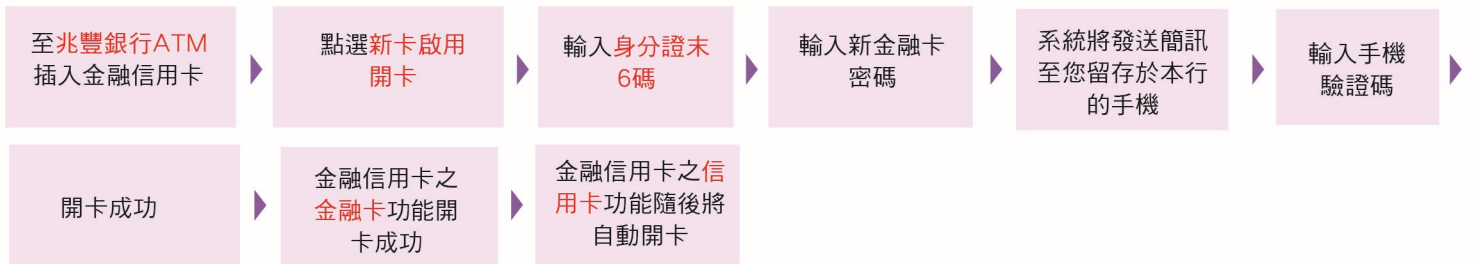 至兆豐銀行ATM
插入金融信用卡
點選新卡啟用
開卡
輸入身分證末
6碼
輸入新金融卡
密碼
系統將發送簡訊
至您留存於本行
的手機
輸入手機
驗證碼
開卡成功
金融信用卡之
金融卡功能開
卡成功
金融信用卡之信
用卡功能隨後將
自動開卡